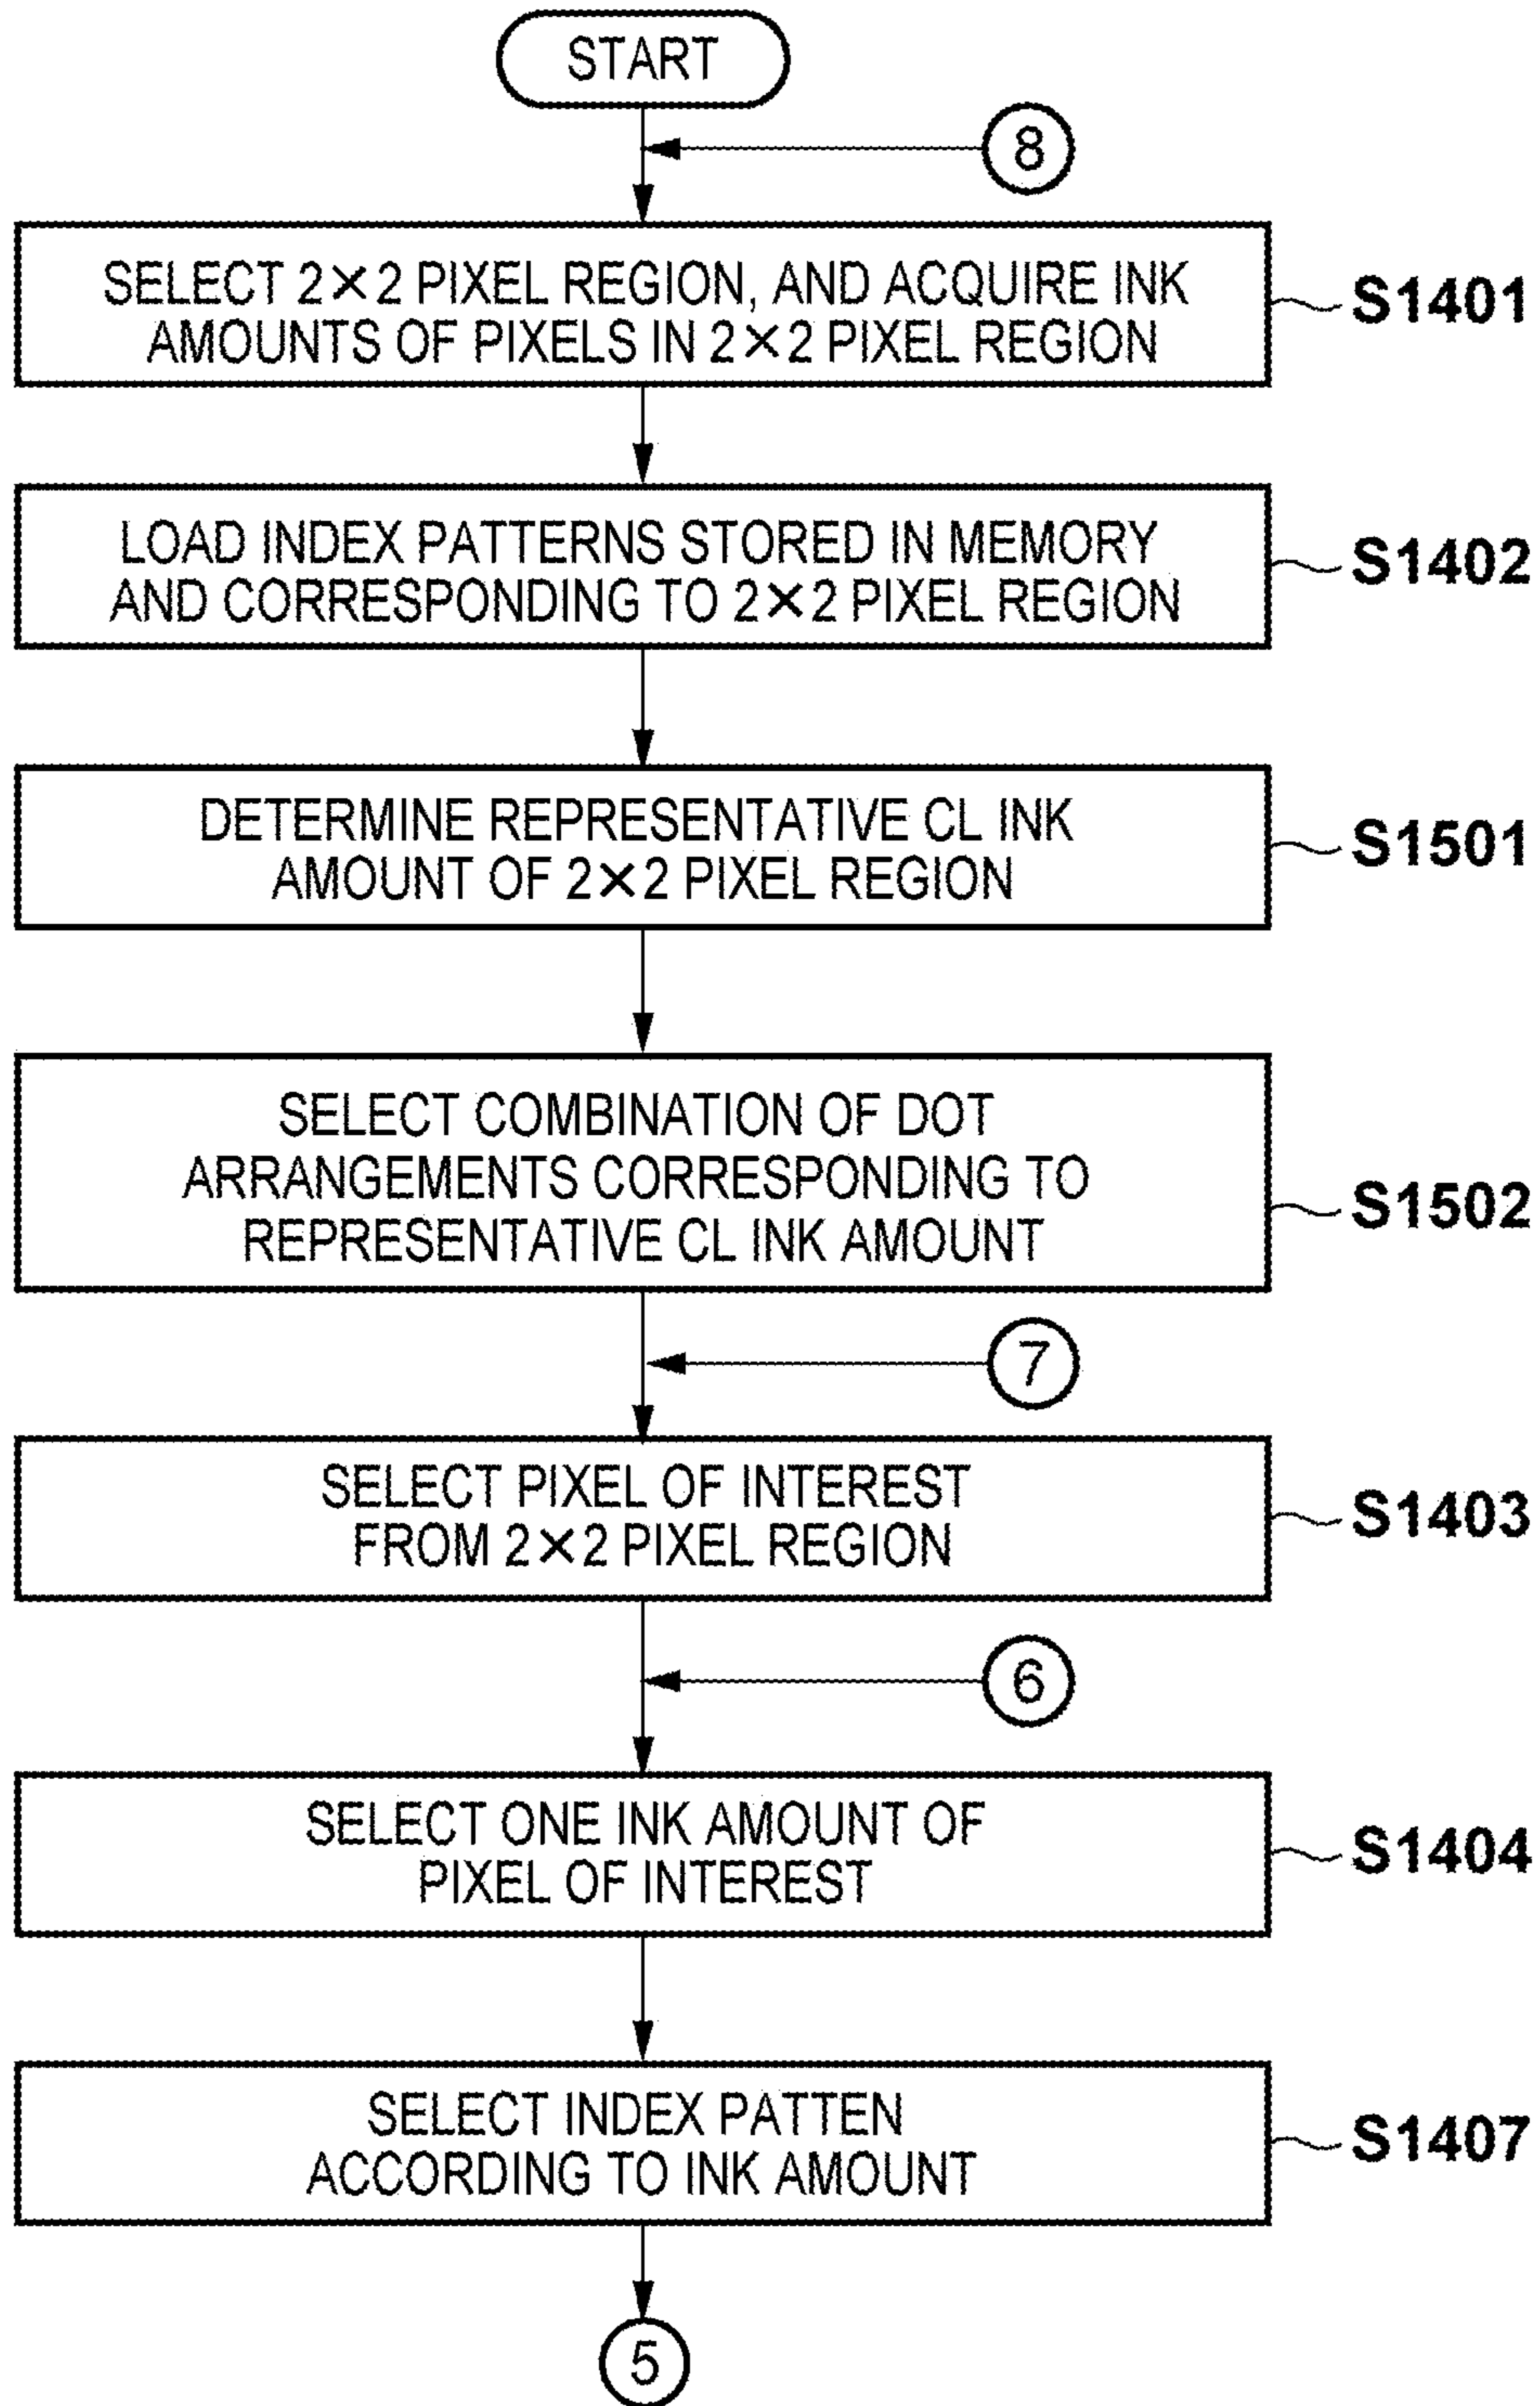 START
8
SELECT 2×2 PIXEL REGION, AND ACQUIRE INK
AMOUNTS OF PIXELS IN 2×2 PIXEL REGION
S1401
LOAD INDEX PATTERNS STORED IN MEMORY
AND CORRESPONDING TO 2×2 PIXEL REGION
S1402
DETERMINE REPRESENTATIVE CL INK
AMOUNT OF 2×2 PIXEL REGION
S1501
SELECT COMBINATION OF DOT
ARRANGEMENTS CORRESPONDING TO
REPRESENTATIVE CL INK AMOUNT
S1502
7
SELECT PIXEL OF INTEREST
FROM 2×2 PIXEL REGION
S1403
6
SELECT ONE INK AMOUNT OF
PIXEL OF INTEREST
S1404
SELECT INDEX PATTEN
ACCORDING TO INK AMOUNT
S1407
5